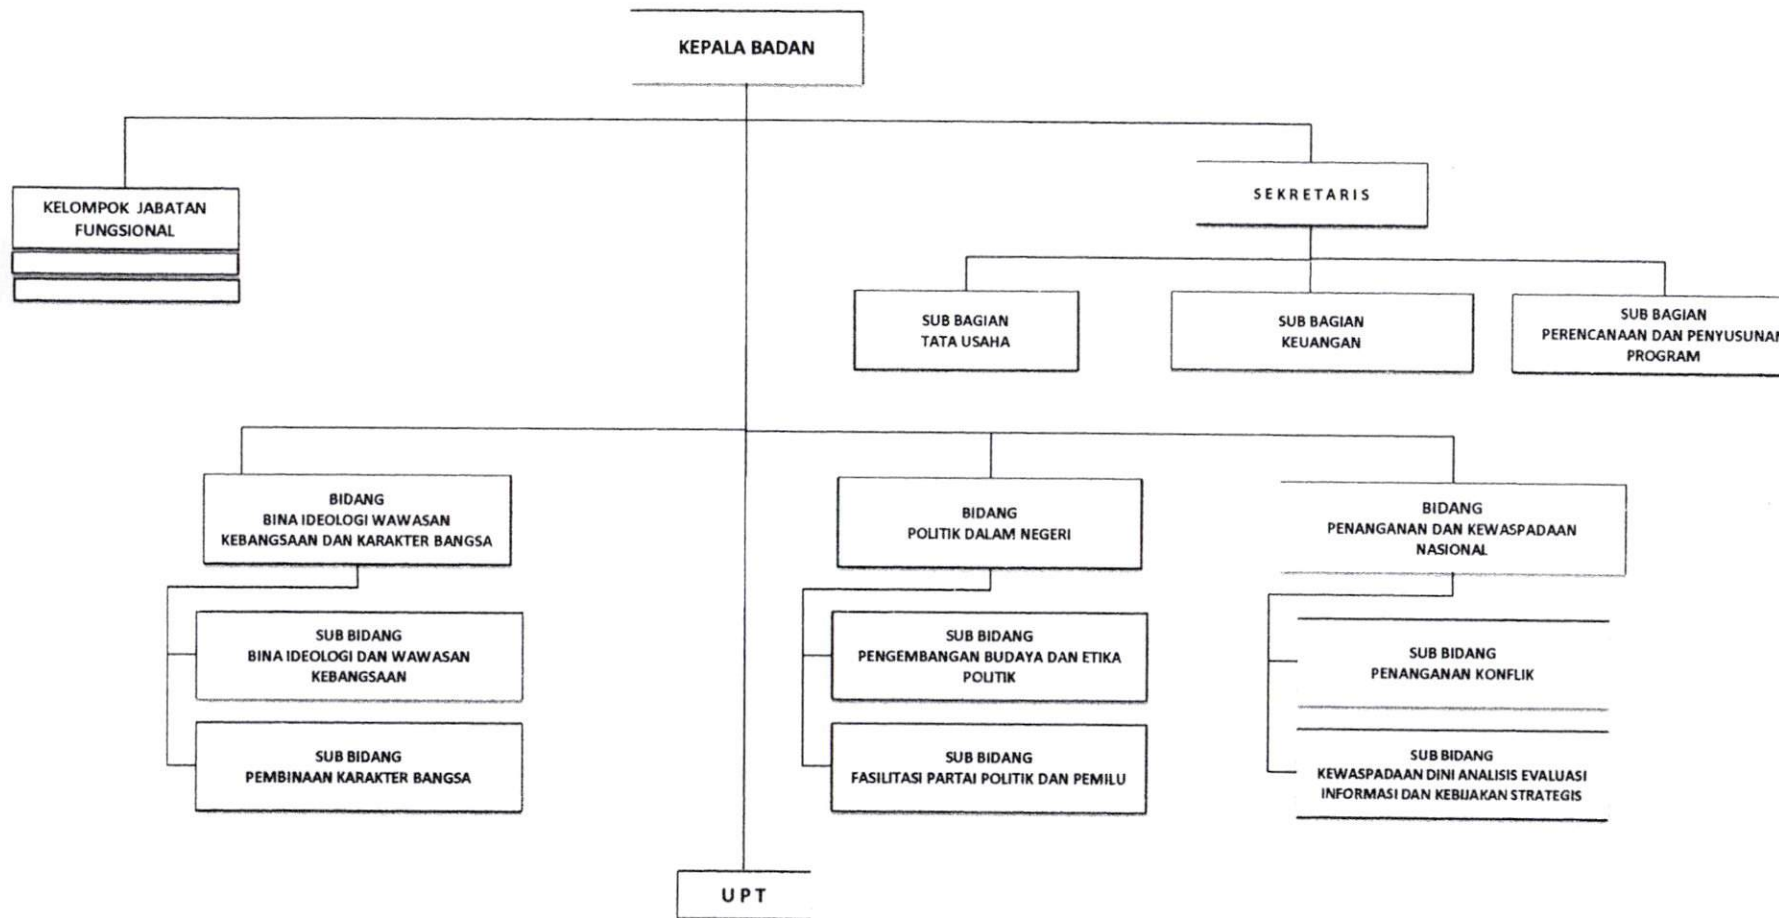 KEPALA BADAN
KELOMPOK JABATAN
FUNGSIONAL
SEKRETARIS
SUB BAGIAN
TATA USAHA
SUB BAGIAN
KEUANGAN
SUB BAGIAN
PERENCANAAN DAN PENYUSUNAN
PROGRAM
BIDANG
BINA IDEOLOGI WAWASAN
KEBANGSAAN DAN KARAKTER BANGSA
BIDANG
POLITIK DALAM NEGERI
BIDANG
PENANGANAN DAN KEWASPADAAN
NASIONAL
SUB BIDANG
BINA IDEOLOGI DAN WAWASAN
KEBANGSAAN
SUB BIDANG
PENGEMBANGAN BUDAYA DAN ETIKA
POLITIK
SUB BIDANG
PENANGANAN KONFLIK
SUB BIDANG
PEMBINAAN KARAKTER BANGSA
SUB BIDANG
FASILITASI PARTAI POLITIK DAN PEMILU
SUB BIDANG
KEWASPADAAN DINI ANALISIS EVALUASI
INFORMASI DAN KEBIJAKAN STRATEGIS
UPT